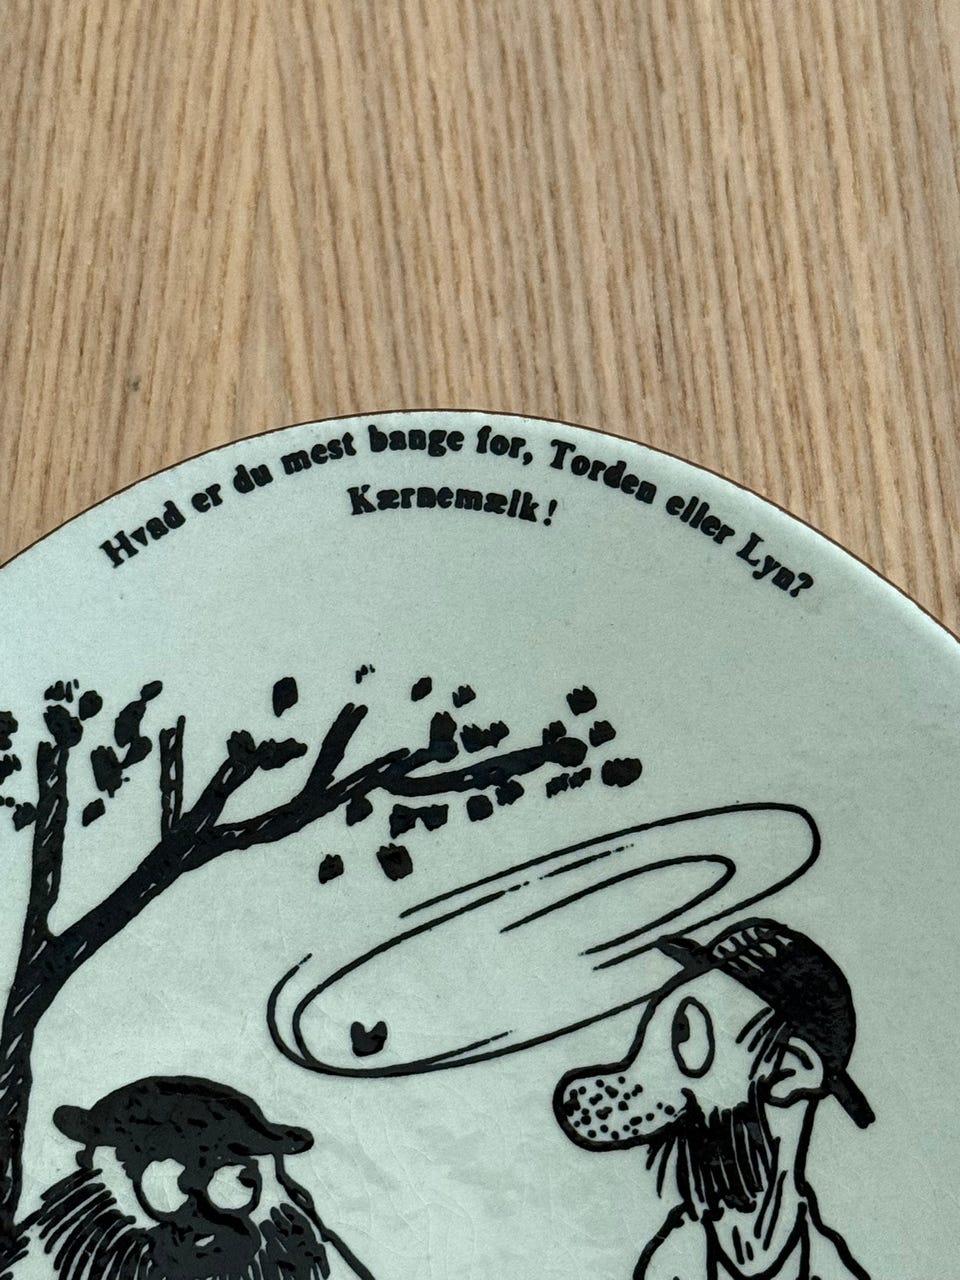 Hvad er du mest bange for, Torden eller Lyn?
Kærnemælk!